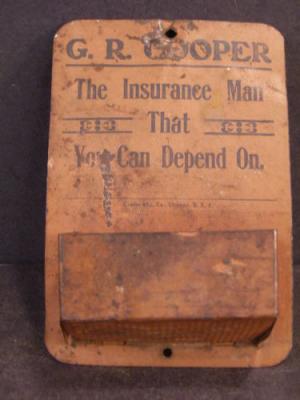 G. R. COOPER
The Insurance Man
That
You Can Depend On.